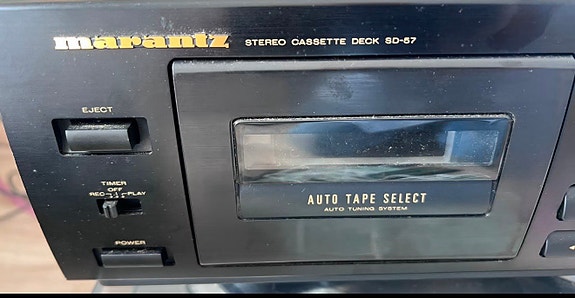 marantz STEREO CASSETTE DECK SD-57
EJECT
TIMER
OFF
REC PLAY
POWER
AUTO TAPE SELECT
AUTO TUNING SYSTEM